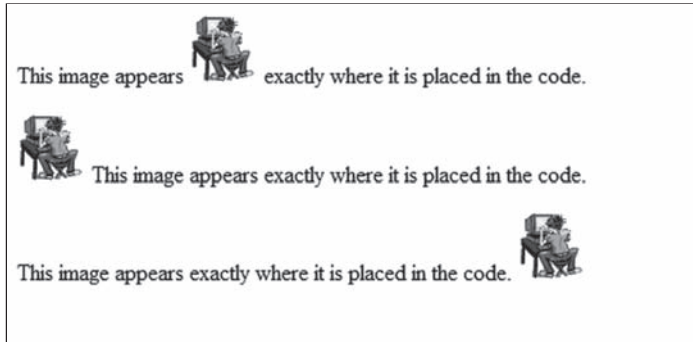 This image appears exactly where it is placed in the code.
This image appears exactly where it is placed in the code.
This image appears exactly where it is placed in the code.